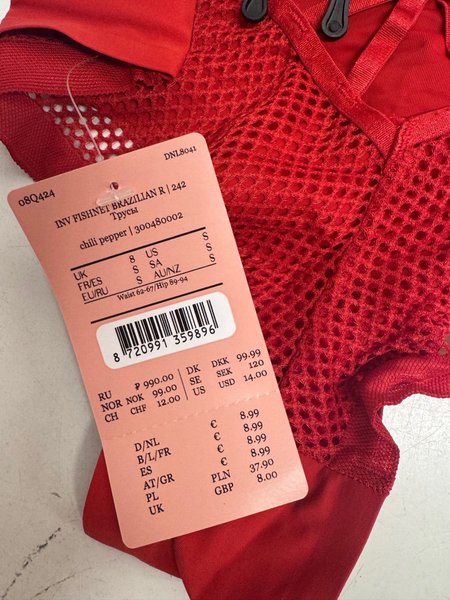 08Q424 DNL8041
INV FISHNET BRAZILIAN R | 242
Трусы
chili pepper | 300480002
UK 8 US S
FR/ES S SA S
EU/RU S AU/NZ S
Waist 62-67/Hip 89-94
8 720991 359896
RU ₽ 990.00 DK DKK 99.99
NOR NOK 99.00 SE SEK 120
CH CHF 12.00 US USD 14.00
D/NL € 8.99
B/L/FR € 8.99
ES € 8.99
AT/GR € 8.99
PL PLN 37.90
UK GBP 8.00